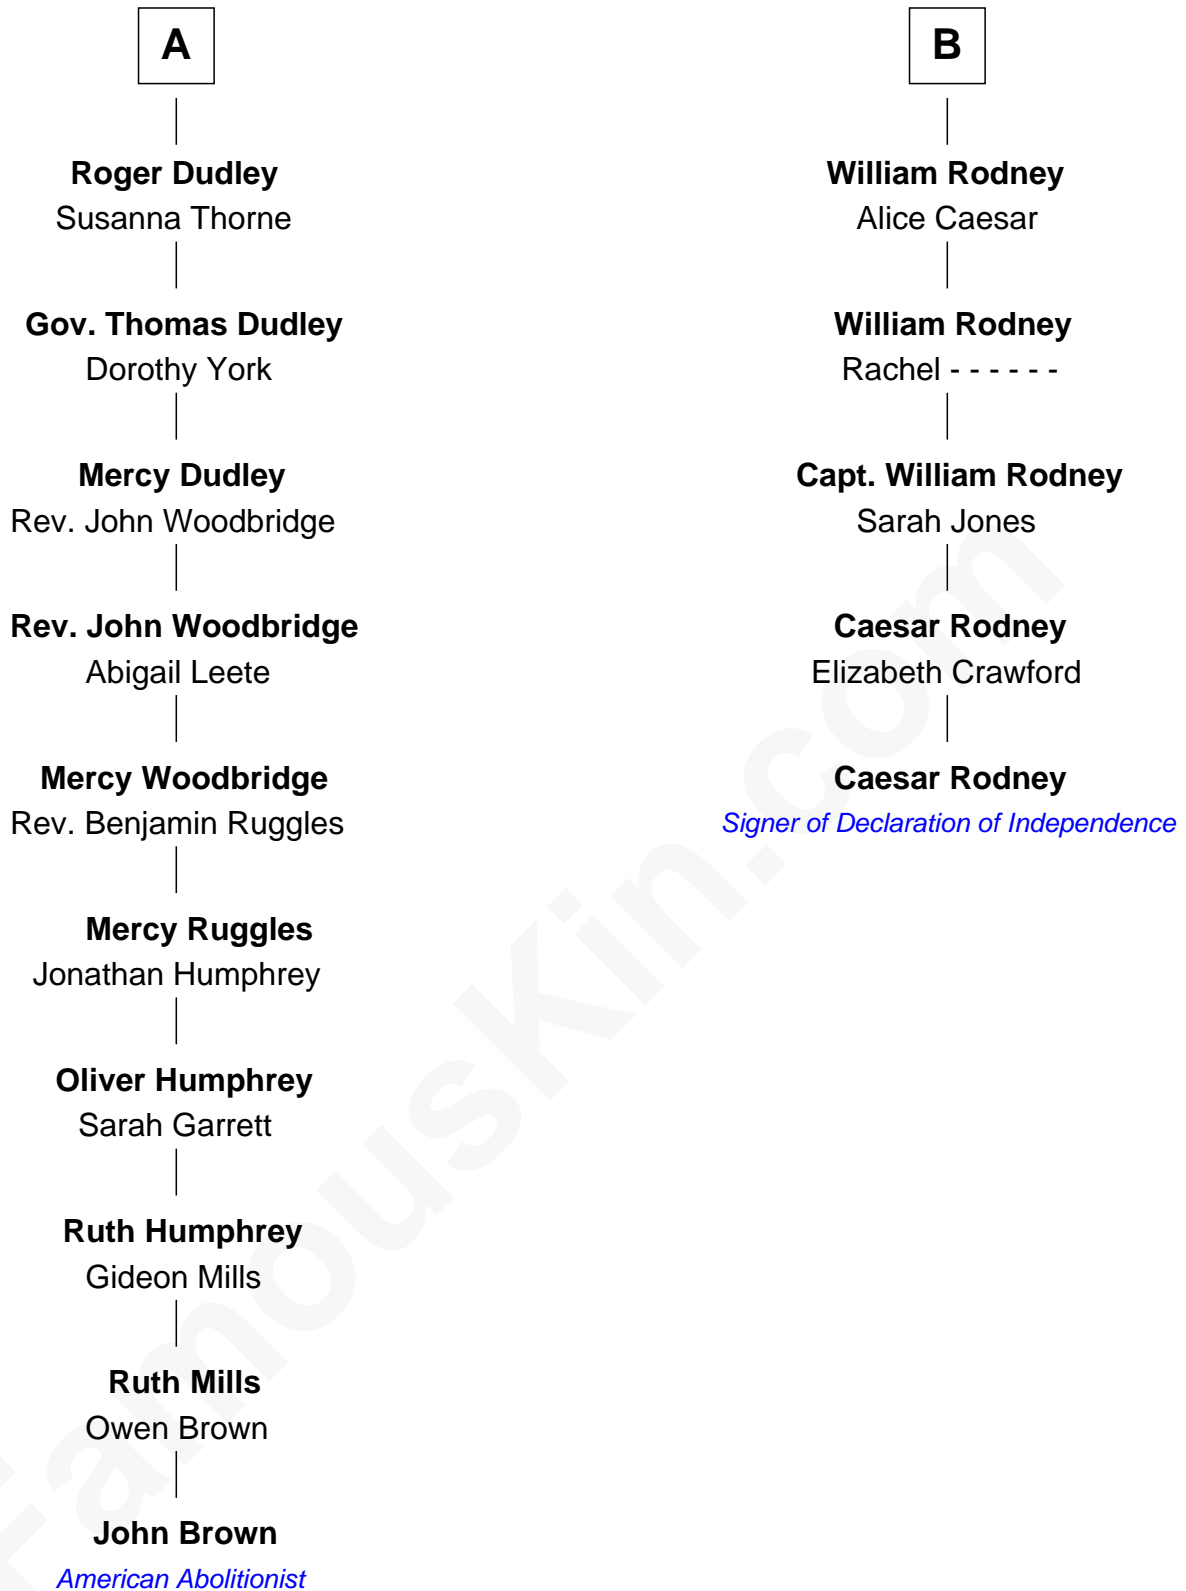 A
Roger Dudley
Susanna Thorne
Gov. Thomas Dudley
Dorothy York
Mercy Dudley
Rev. John Woodbridge
Rev. John Woodbridge
Abigail Leete
Mercy Woodbridge
Rev. Benjamin Ruggles
Mercy Ruggles
Jonathan Humphrey
Oliver Humphrey
Sarah Garrett
Ruth Humphrey
Gideon Mills
Ruth Mills
Owen Brown
John Brown
American Abolitionist
B
William Rodney
Alice Caesar
William Rodney
Rachel - - - - - -
Capt. William Rodney
Sarah Jones
Caesar Rodney
Elizabeth Crawford
Caesar Rodney
Signer of Declaration of Independence
FamousKin.com